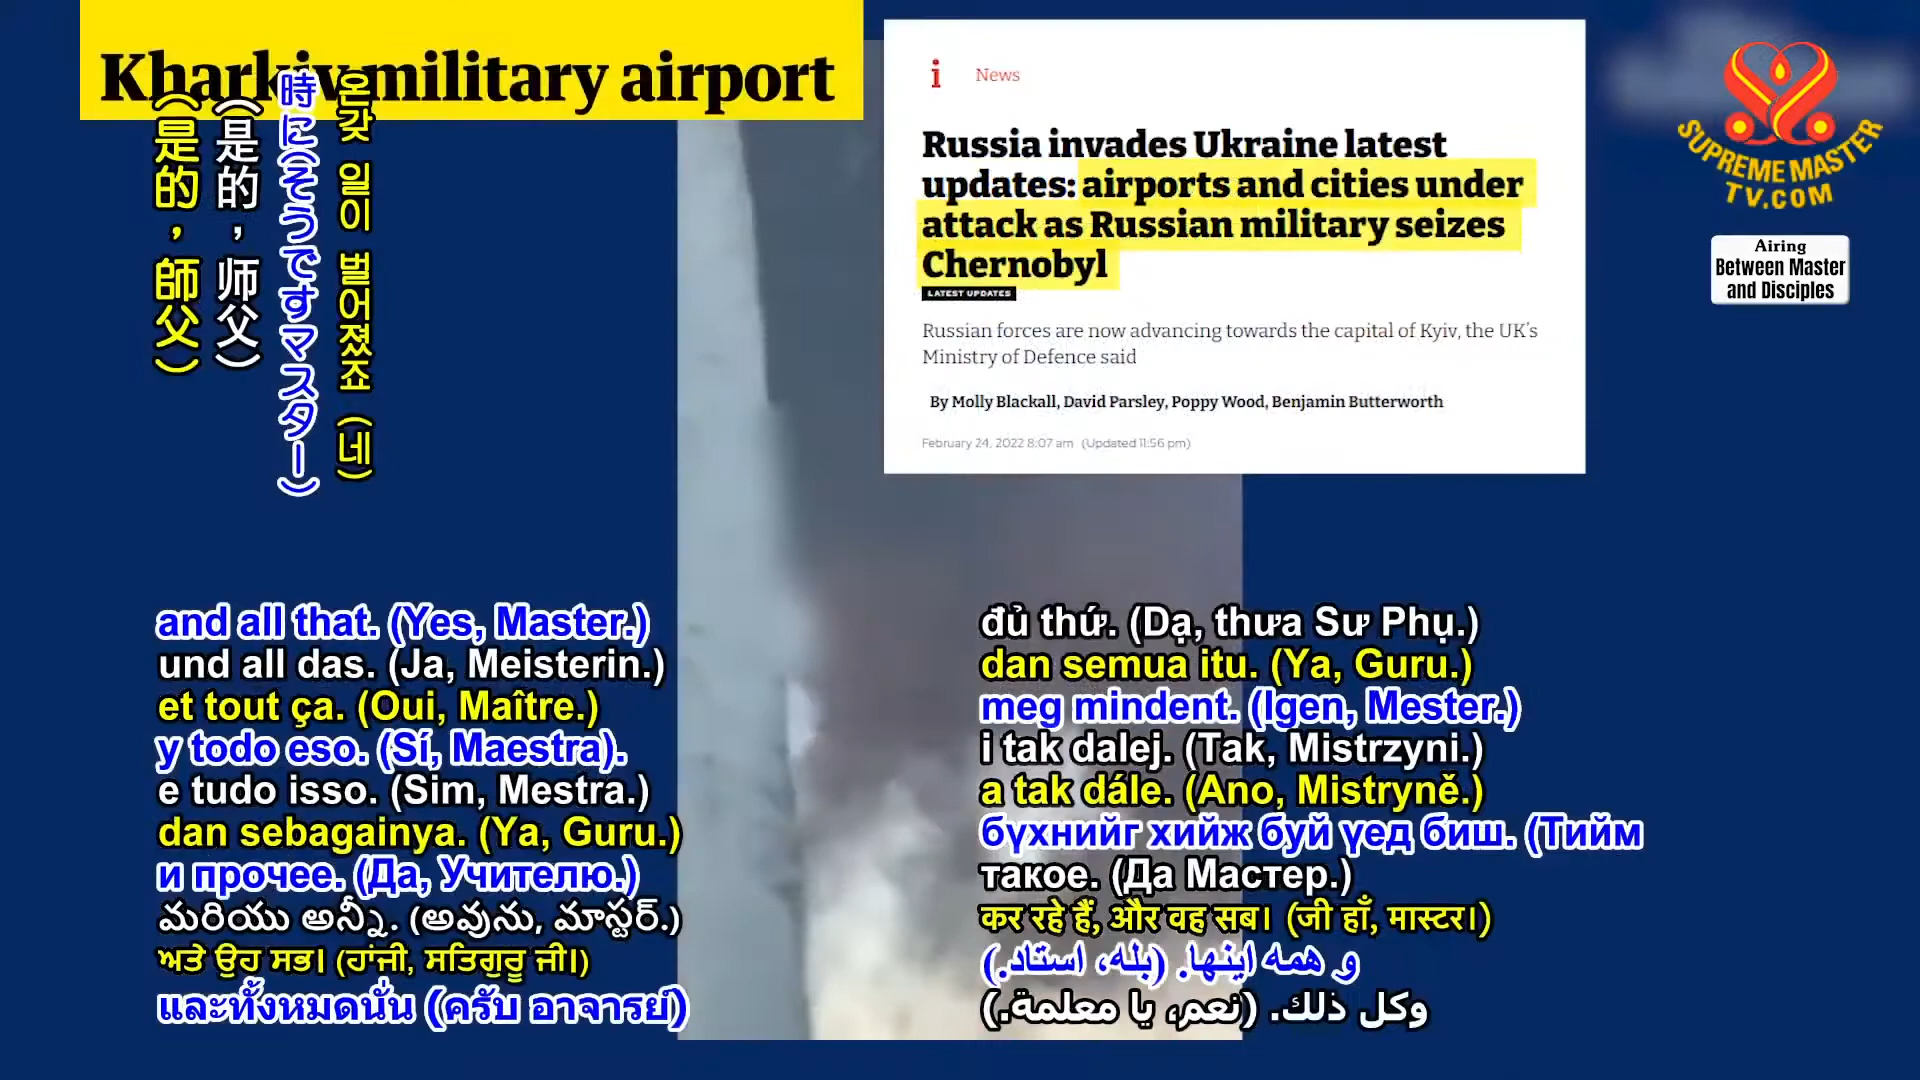 Kharkiv military airport
온갖 일이 벌어졌죠 (네)
時に(そうですマスター)
(是的，师父)
(是的，師父)
i News
Russia invades Ukraine latest
updates: airports and cities under
attack as Russian military seizes
Chernobyl
LATEST UPDATES
Russian forces are now advancing towards the capital of Kyiv, the UK's
Ministry of Defence said
By Molly Blackall, David Parsley, Poppy Wood, Benjamin Butterworth
February 24, 2022 8:07 am (Updated 11:56 pm)
SUPREME MASTER
TV.COM
Airing
Between Master
and Disciples
and all that. (Yes, Master.)
und all das. (Ja, Meisterin.)
et tout ça. (Oui, Maître.)
y todo eso. (Sí, Maestra).
e tudo isso. (Sim, Mestra.)
dan sebagainya. (Ya, Guru.)
и прочее. (Да, Учителю.)
మరియు అన్నీ. (అవును, మాస్టర్.)
ਅਤੇ ਉਹ ਸਭ। (ਹਾਂਜੀ, ਸਤਿਗੁਰੂ ਜੀ।)
และทั้งหมดนั่น (ครับ อาจารย์)
đủ thứ. (Dạ, thưa Sư Phụ.)
dan semua itu. (Ya, Guru.)
meg mindent. (Igen, Mester.)
i tak dalej. (Tak, Mistrzyni.)
a tak dále. (Ano, Mistryně.)
бүхнийг хийж буй үед биш. (Тийм
такое. (Да Мастер.)
कर रहे हैं, और वह सब। (जी हाँ, मास्टर।)
و همه اینها. (بله، استاد.)
وكل ذلك. (نعم، يا معلمة.)